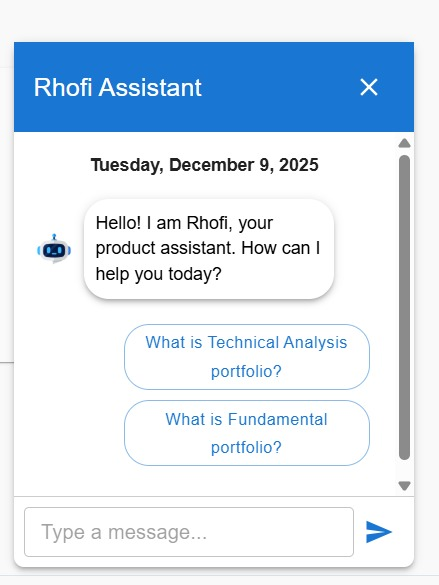 Rhofi Assistant
Tuesday, December 9, 2025
Hello! I am Rhofi, your
product assistant. How can I
help you today?
What is Technical Analysis
portfolio?
What is Fundamental
portfolio?
Type a message...